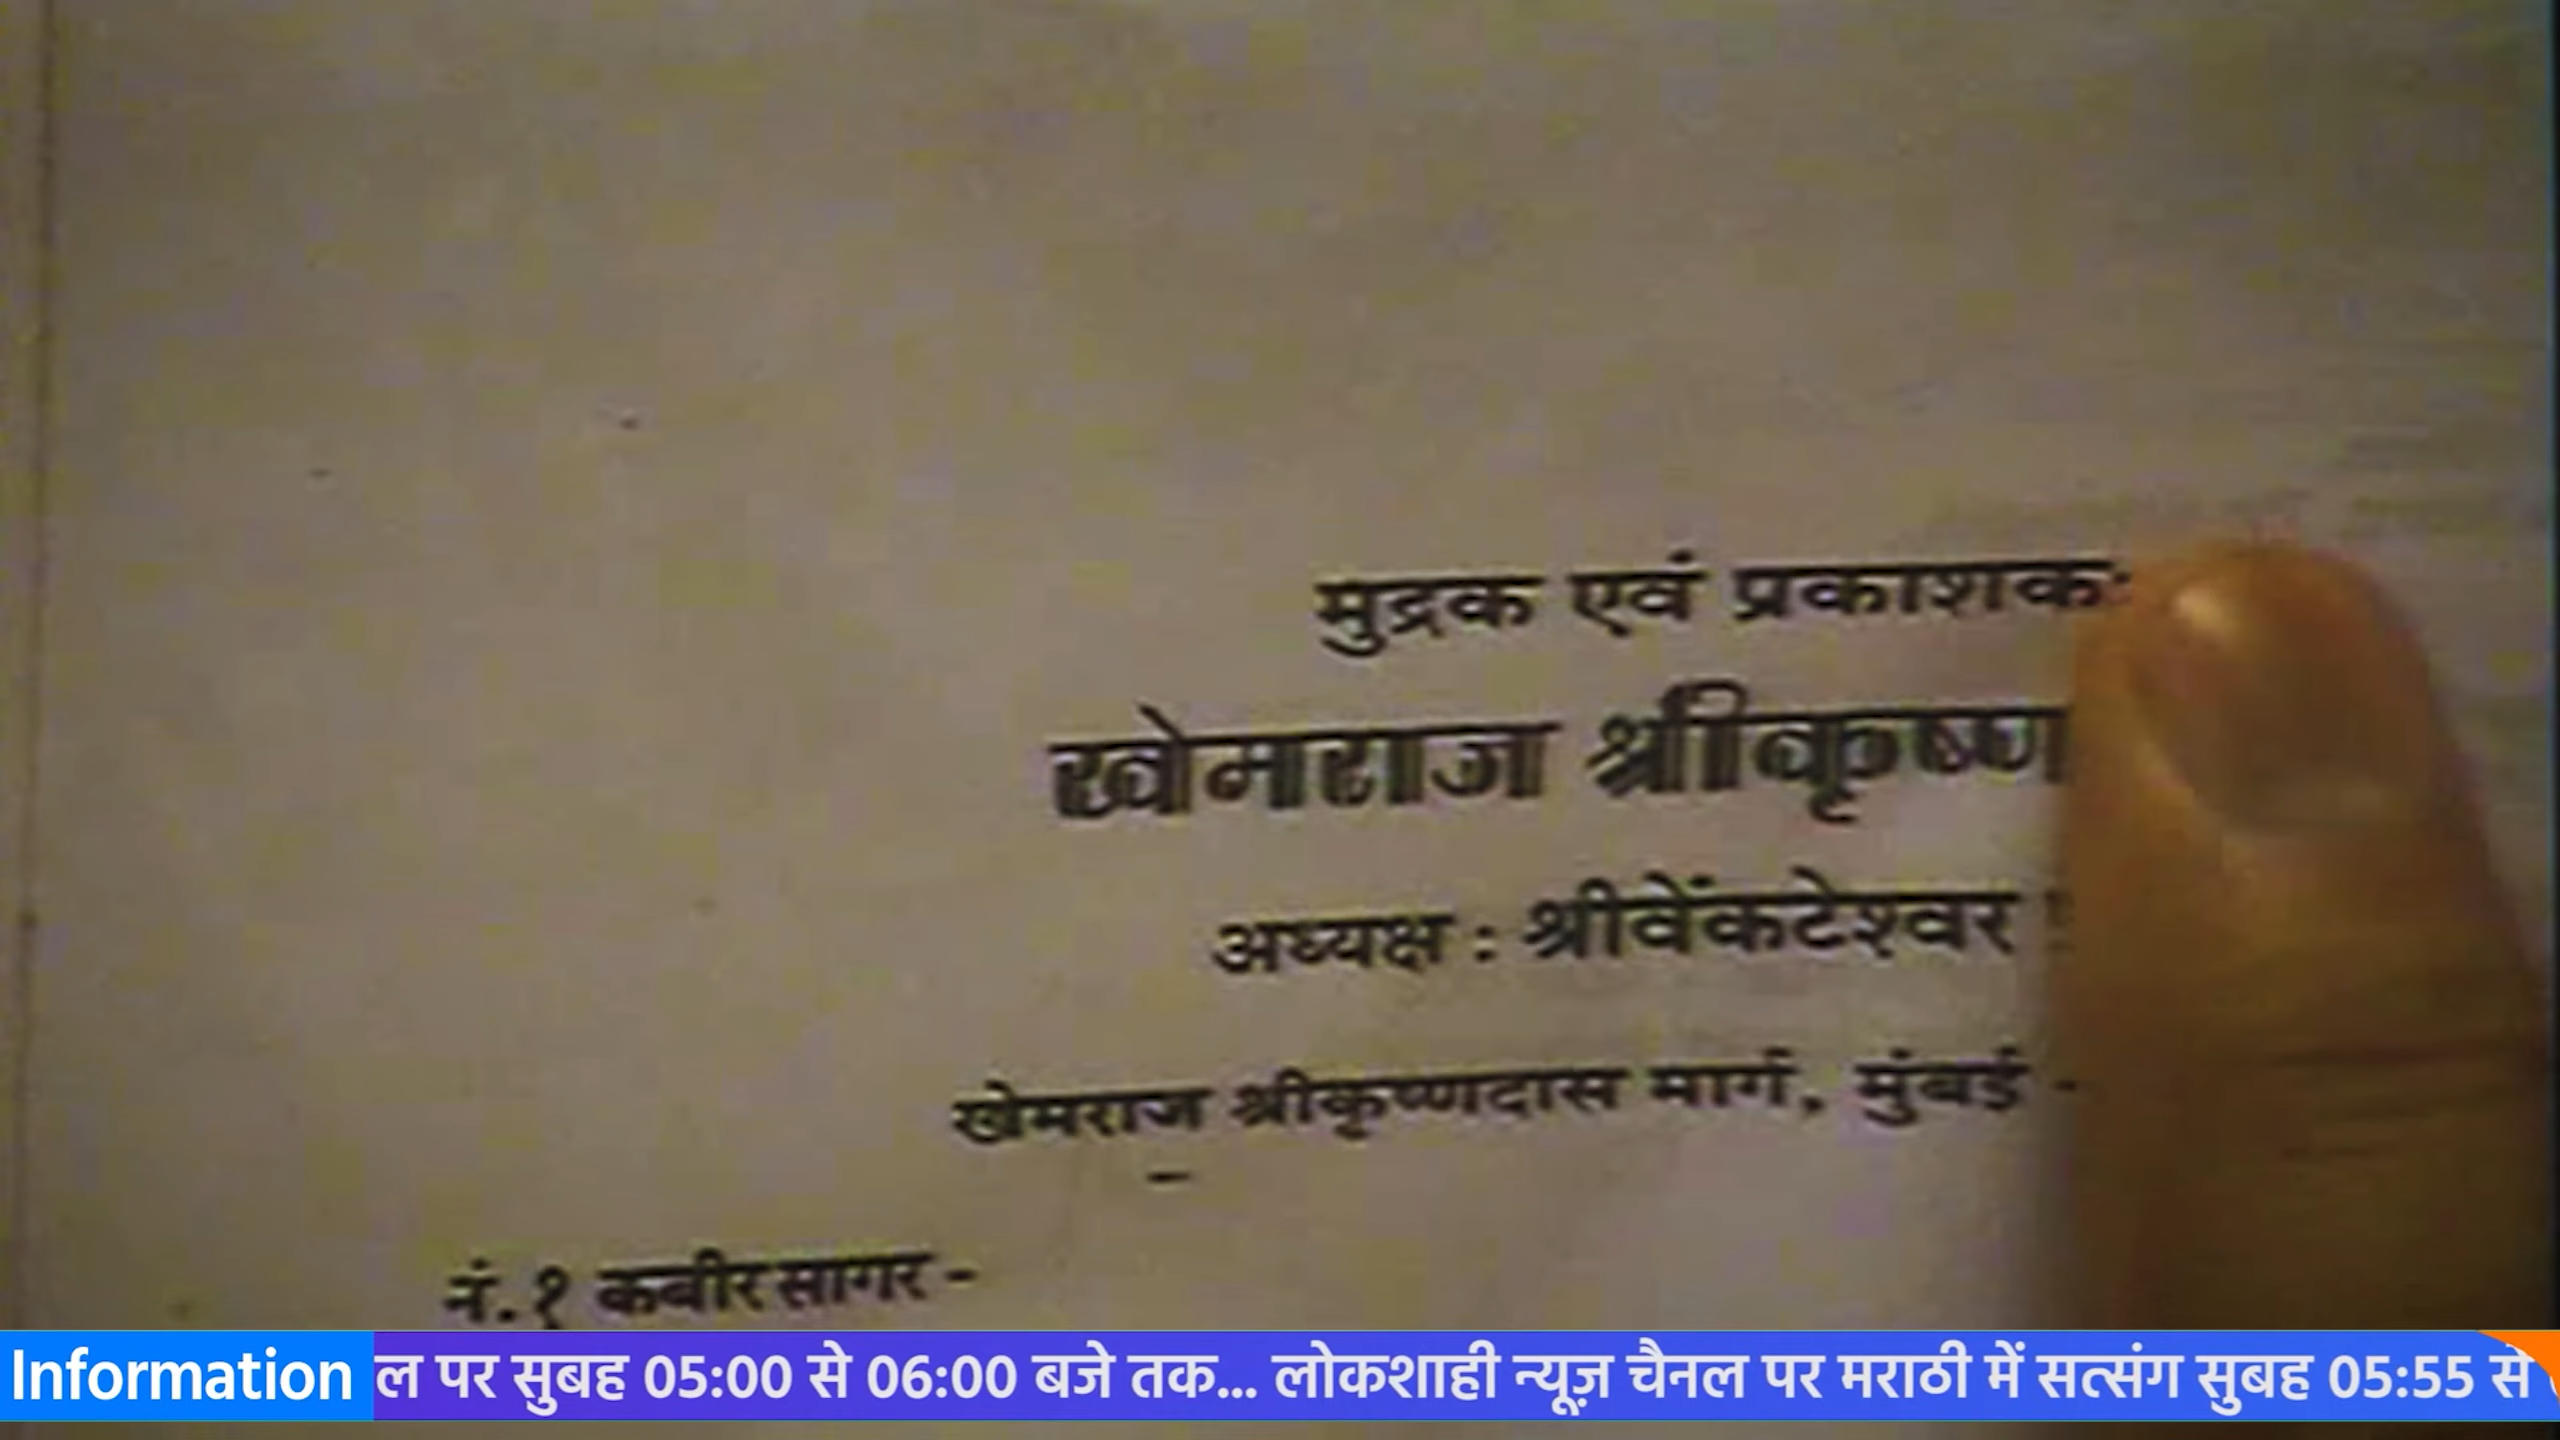 मुद्रक एवं प्रकाशक:
खेमराज श्रीकृष्ण
अध्यक्ष : श्रीवेंकटेश्वर
खेमराज श्रीकृष्णदास मार्ग, मुंबई -
नं. १ कबीर सागर -
Information
ल पर सुबह 05:00 से 06:00 बजे तक... लोकशाही न्यूज़ चैनल पर मराठी में सत्संग सुबह 05:55 से